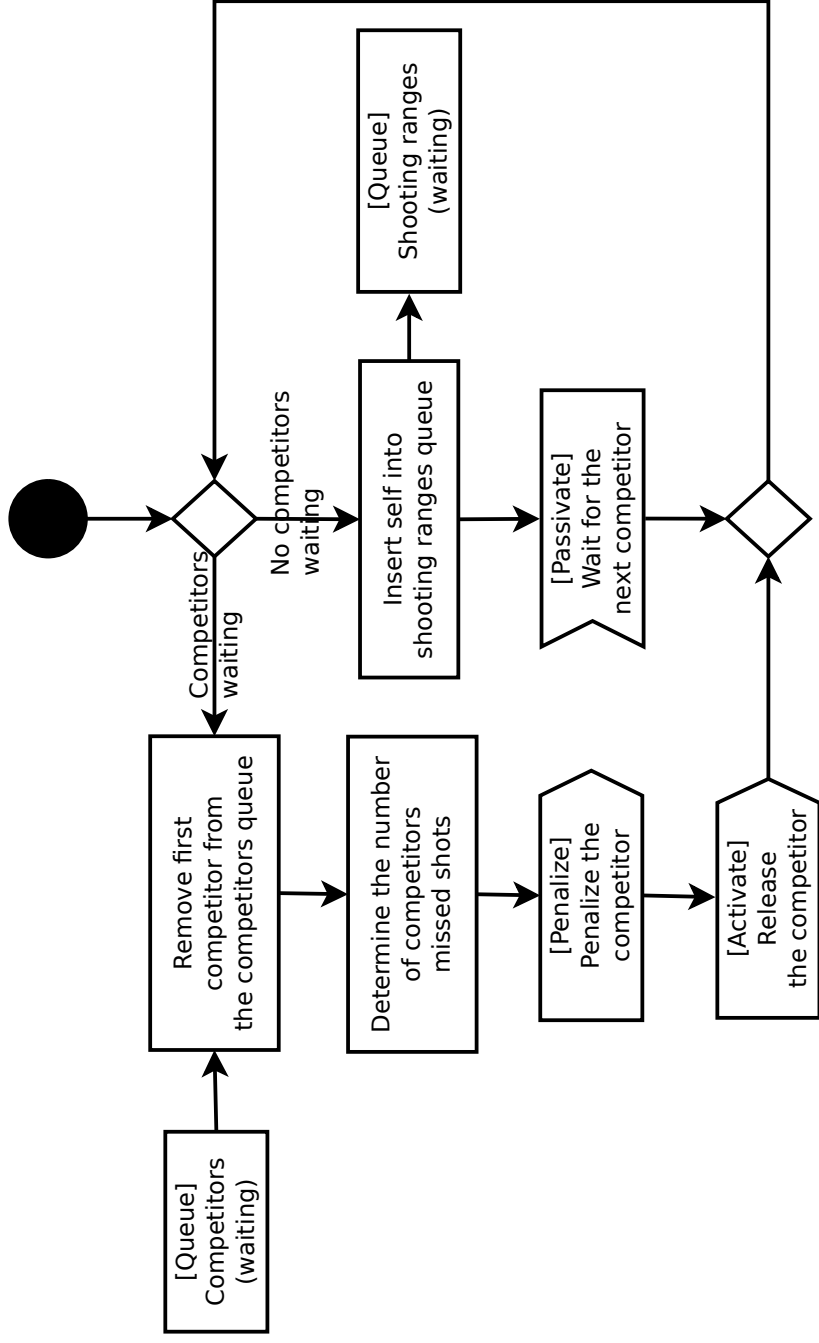 Competitors
waiting
No competitors
waiting
[Queue]
Competitors
(waiting)
Remove first
competitor from
the competitors queue
Insert self into
shooting ranges queue
[Queue]
Shooting ranges
(waiting)
Determine the number
of competitors
missed shots
[Passivate]
Wait for the
next competitor
[Penalize]
Penalize the
competitor
[Activate]
Release
the competitor